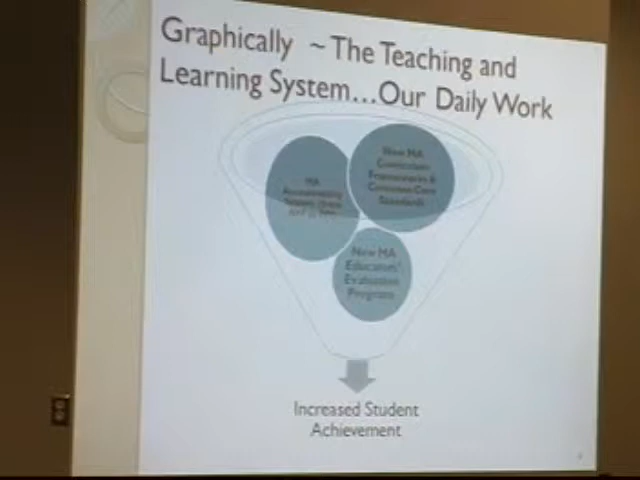 Graphically ~ The Teaching and
Learning System...Our Daily Work
New MA
Curriculum
Frameworks &
Common Core
Standards
MA
Accountability
New MA
Educators'
Evaluation
Program
Increased Student
Achievement